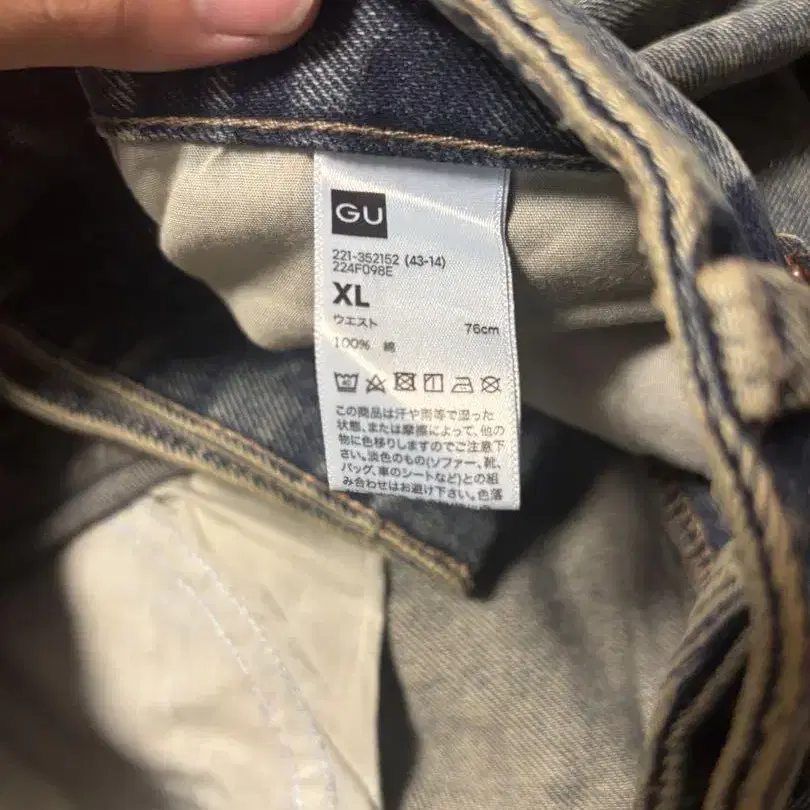 GU
221-352152 (43-14)
224F098E
XL
ウエスト 76cm
100% 綿
この商品は汗や雨等で湿った
状態、または摩擦によって、他の
物に色移りしますのでご注意下
さい。淡色のもの(ソファー、靴、
バッグ、車のシートなど)との組
み合わせはお避け下さい。色落